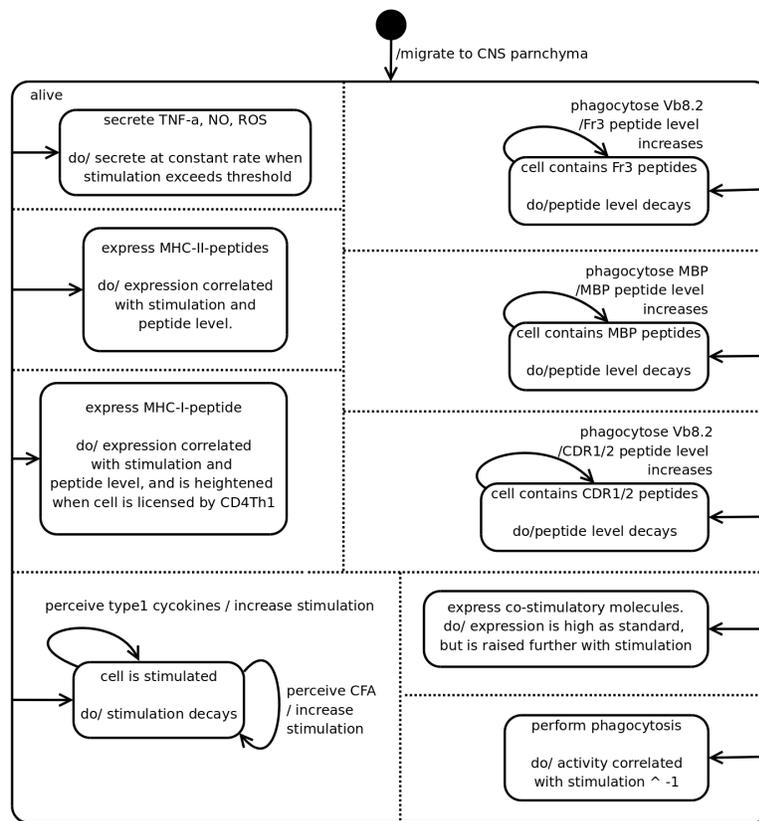 /migrate to CNS parnchyma
alive
secrete TNF-a, NO, ROS
do/ secrete at constant rate when
stimulation exceeds threshold
express MHC-II-peptides
do/ expression correlated
with stimulation and
peptide level.
express MHC-I-peptide
do/ expression correlated
with stimulation and
peptide level, and is heightened
when cell is licensed by CD4Th1
phagocytose Vb8.2
/Fr3 peptide level
increases
cell contains Fr3 peptides
do/peptide level decays
phagocytose MBP
/MBP peptide level
increases
cell contains MBP peptides
do/peptide level decays
phagocytose Vb8.2
/CDR1/2 peptide level
increases
cell contains CDR1/2 peptides
do/peptide level decays
perceive type1 cycokines / increase stimulation
cell is stimulated
do/ stimulation decays
perceive CFA
/ increase
stimulation
express co-stimulatory molecules.
do/ expression is high as standard,
but is raised further with stimulation
perform phagocytosis
do/ activity correlated
with stimulation ^ -1